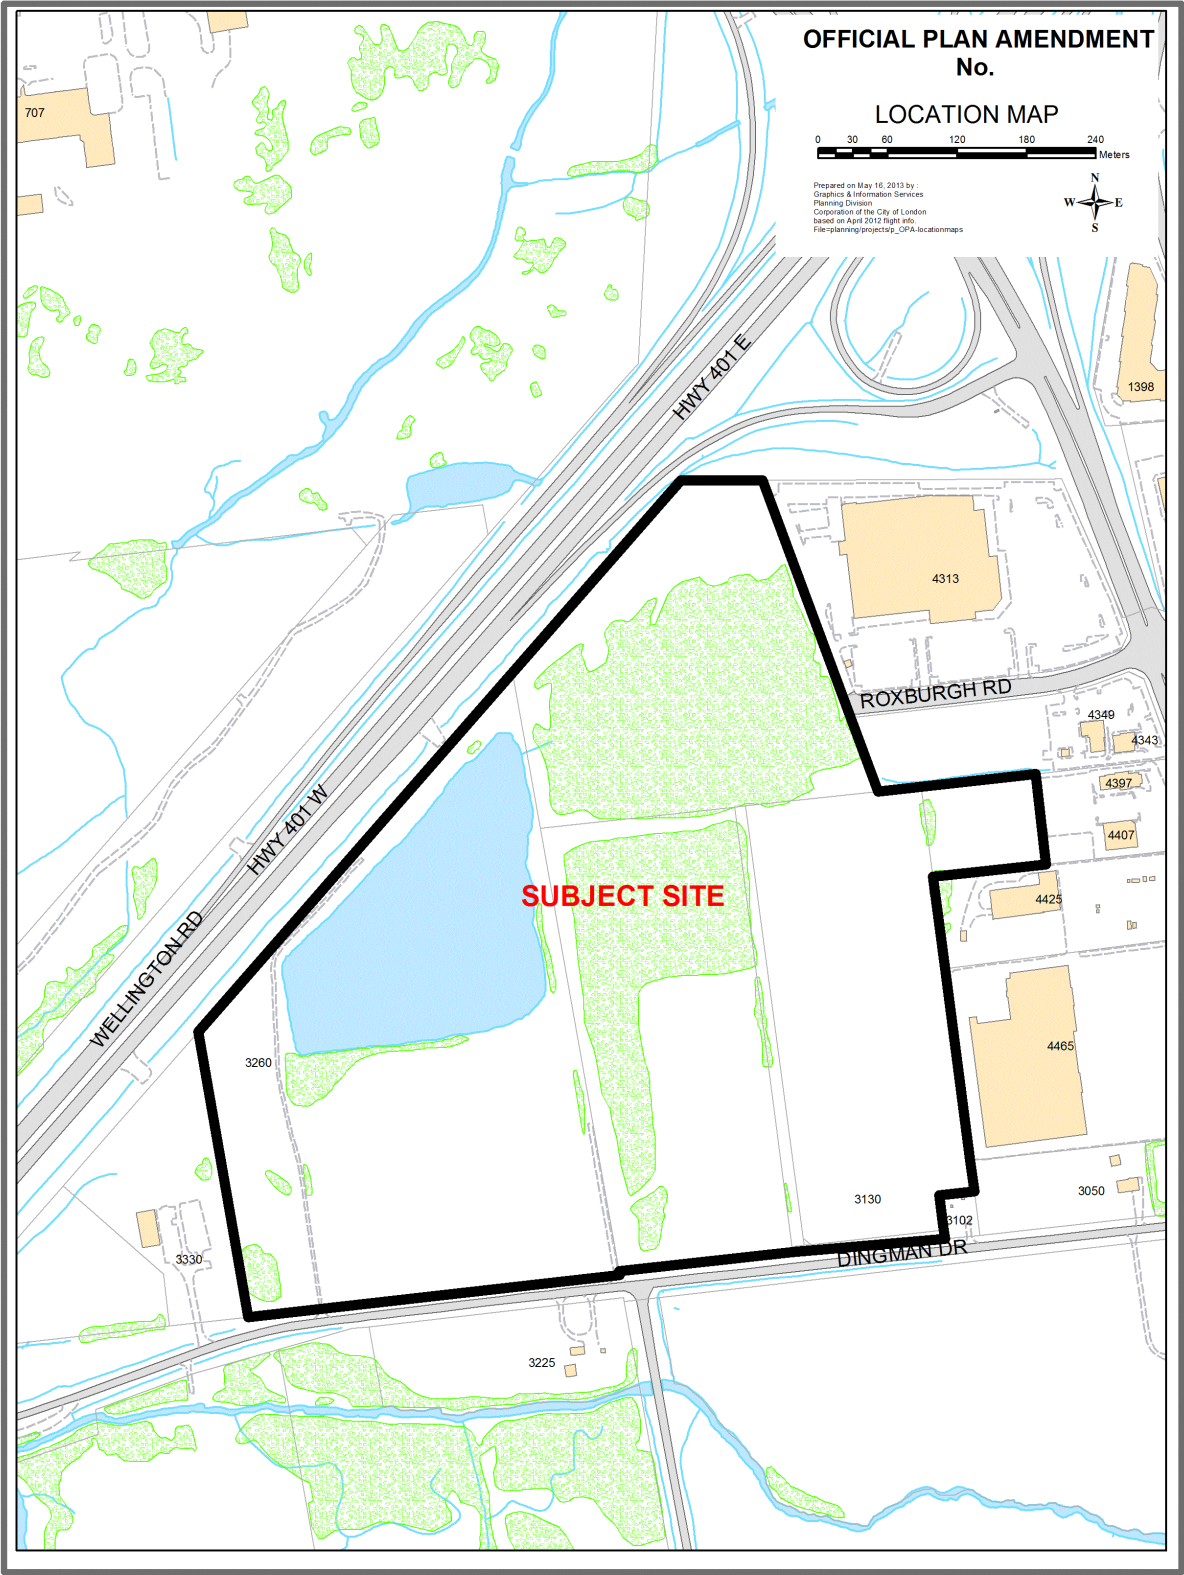 OFFICIAL PLAN AMENDMENT
No.
LOCATION MAP
0 30 60 120 180 240
Meters
Prepared on May 16, 2013 by :
Graphics & Information Services
Planning Division
Corporation of the City of London
based on April 2012 flight info.
File=planning/projects/p_OPA-locationmaps
N
W E
S
707
HWY 401 E
1398
4313
ROXBURGH RD
4349
4343
4397
4407
HWY 401 W
SUBJECT SITE
4425
WELLINGTON RD
4465
3260
3050
3130
3102
3330
DINGMAN DR
3225